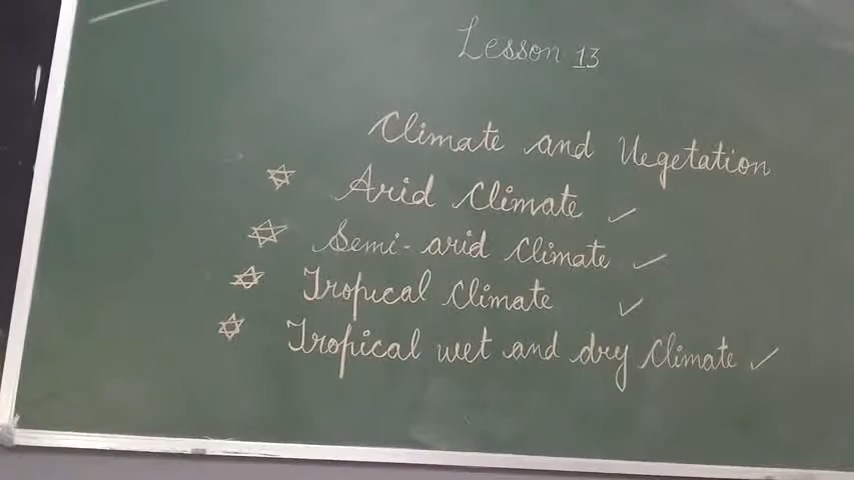 Lesson 13
Climate and Vegetation
Arid Climate ✓
Semi-arid Climate ✓
Tropical Climate ✓
Tropical wet and dry Climate ✓